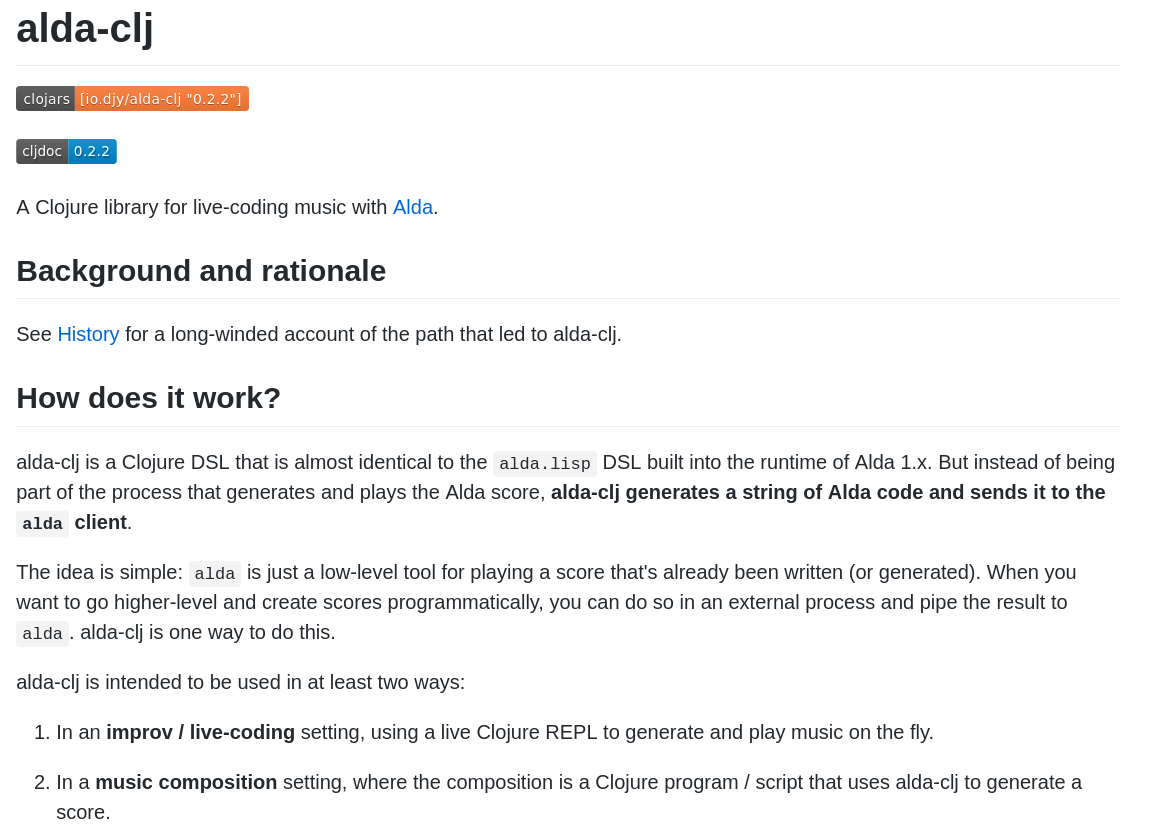 alda-clj
clojars [io.djy/alda-clj "0.2.2"]
cljdoc 0.2.2
A Clojure library for live-coding music with Alda.
Background and rationale
See History for a long-winded account of the path that led to alda-clj.
How does it work?
alda-clj is a Clojure DSL that is almost identical to the alda.lisp DSL built into the runtime of Alda 1.x. But instead of being
part of the process that generates and plays the Alda score, alda-clj generates a string of Alda code and sends it to the
alda client.
The idea is simple: alda is just a low-level tool for playing a score that's already been written (or generated). When you
want to go higher-level and create scores programmatically, you can do so in an external process and pipe the result to
alda. alda-clj is one way to do this.
alda-clj is intended to be used in at least two ways:
1. In an improv / live-coding setting, using a live Clojure REPL to generate and play music on the fly.
2. In a music composition setting, where the composition is a Clojure program / script that uses alda-clj to generate a
score.